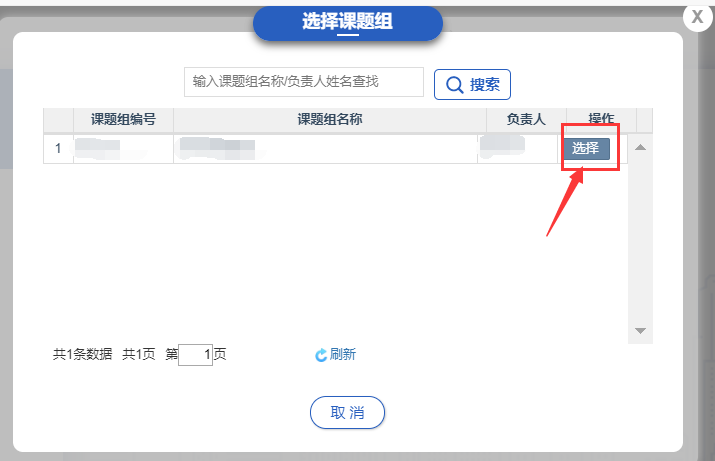 选择课题组
X
输入课题组名称/负责人姓名查找
搜索
课题组编号 课题组名称 负责人 操作
1 选择
共1条数据 共1页 第 1页 刷新
取 消